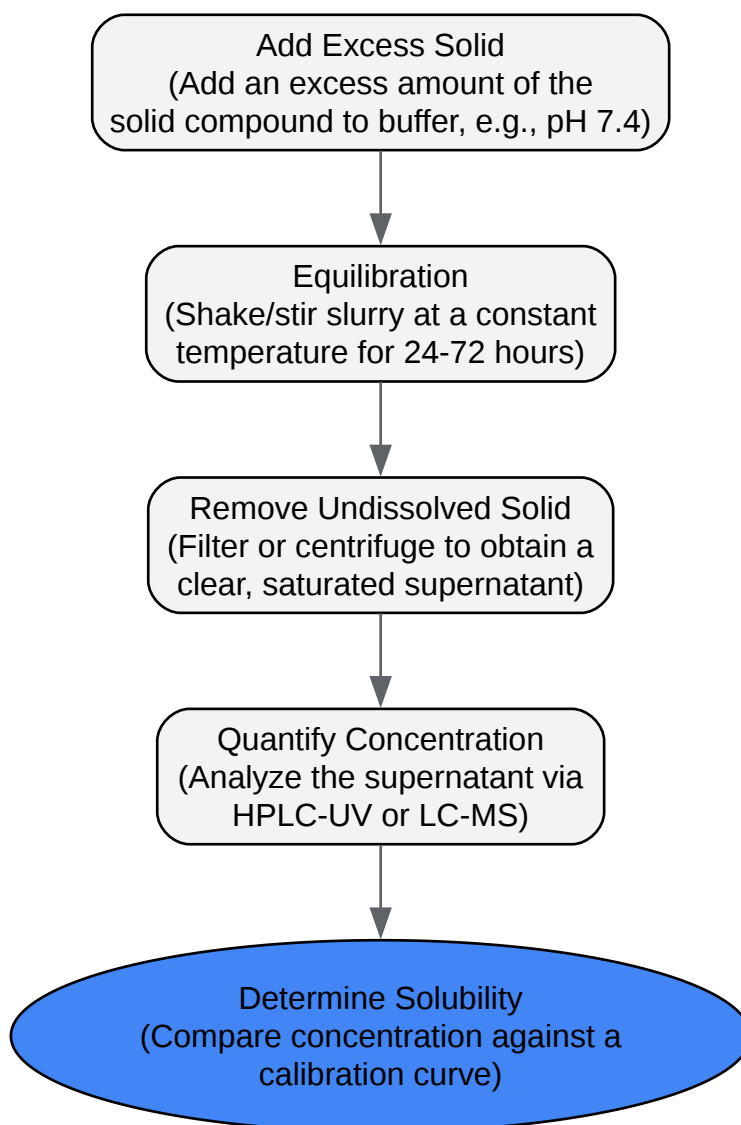 Add Excess Solid
(Add an excess amount of the
solid compound to buffer, e.g., pH 7.4)
Equilibration
(Shake/stir slurry at a constant
temperature for 24-72 hours)
Remove Undissolved Solid
(Filter or centrifuge to obtain a
clear, saturated supernatant)
Quantify Concentration
(Analyze the supernatant via
HPLC-UV or LC-MS)
Determine Solubility
(Compare concentration against a
calibration curve)